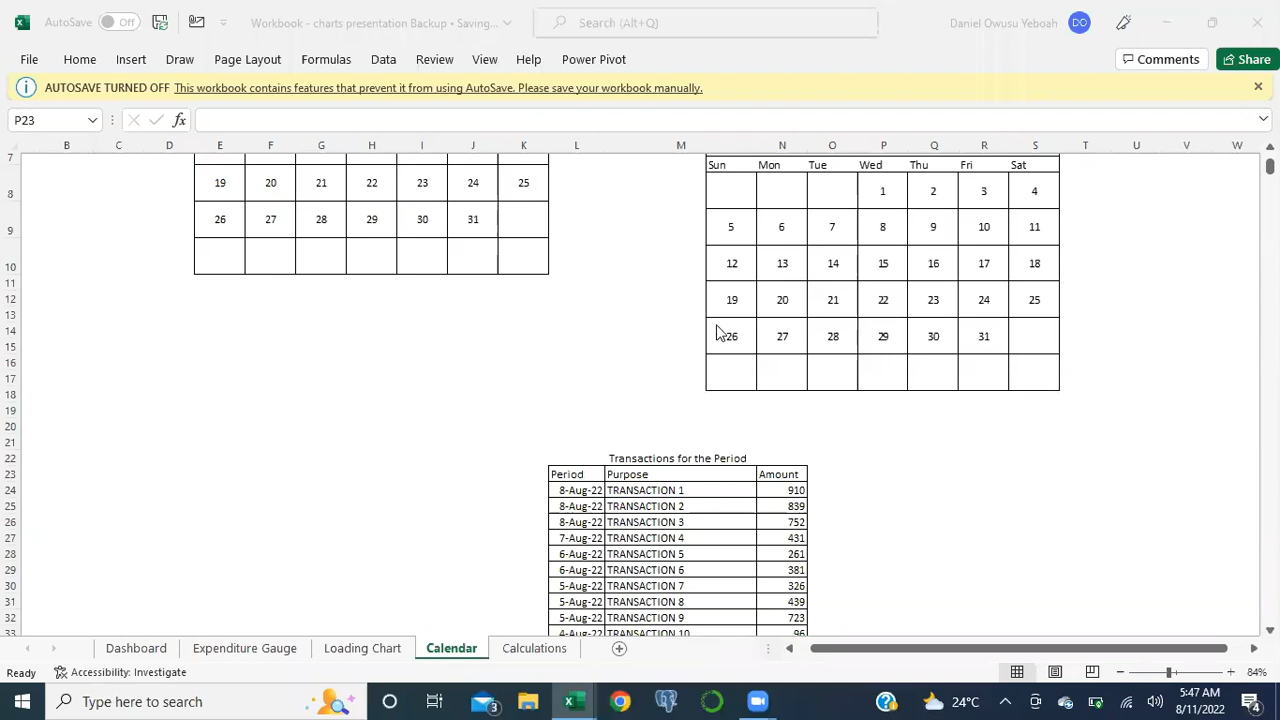 AutoSave Off Workbook - charts presentation Backup • Saving... Search (Alt+Q) Daniel Owusu Yeboah DO
File Home Insert Draw Page Layout Formulas Data Review View Help Power Pivot Comments Share
AUTOSAVE TURNED OFF This workbook contains features that prevent it from using AutoSave. Please save your workbook manually.
P23 fx
B C D E F G H I J K L M N O P Q R S T U V W
7 Sun Mon Tue Wed Thu Fri Sat
8 19 20 21 22 23 24 25 1 2 3 4
9 26 27 28 29 30 31 5 6 7 8 9 10 11
10 12 13 14 15 16 17 18
11
12 19 20 21 22 23 24 25
13
14 26 27 28 29 30 31
15
16
17
18
19
20
21
22 Transactions for the Period
23 Period Purpose Amount
24 8-Aug-22 TRANSACTION 1 910
25 8-Aug-22 TRANSACTION 2 839
26 8-Aug-22 TRANSACTION 3 752
27 7-Aug-22 TRANSACTION 4 431
28 6-Aug-22 TRANSACTION 5 261
29 6-Aug-22 TRANSACTION 6 381
30 5-Aug-22 TRANSACTION 7 326
31 5-Aug-22 TRANSACTION 8 439
32 5-Aug-22 TRANSACTION 9 723
33 4-Aug-22 TRANSACTION 10 96
Dashboard Expenditure Gauge Loading Chart Calendar Calculations
Ready Accessibility: Investigate 84%
Type here to search 3 24°C 5:47 AM
8/11/2022 4